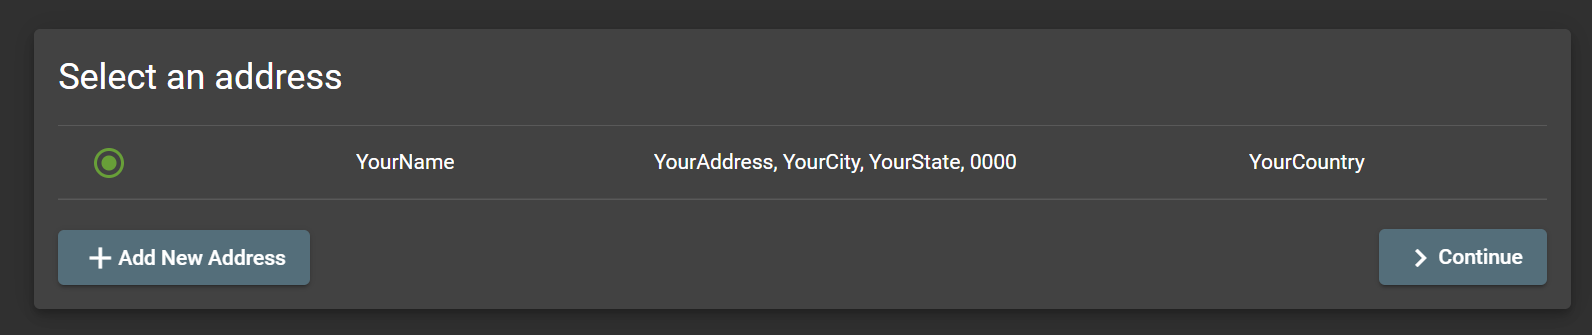 Select an address
YourName YourAddress, YourCity, YourState, 0000 YourCountry
Add New Address Continue